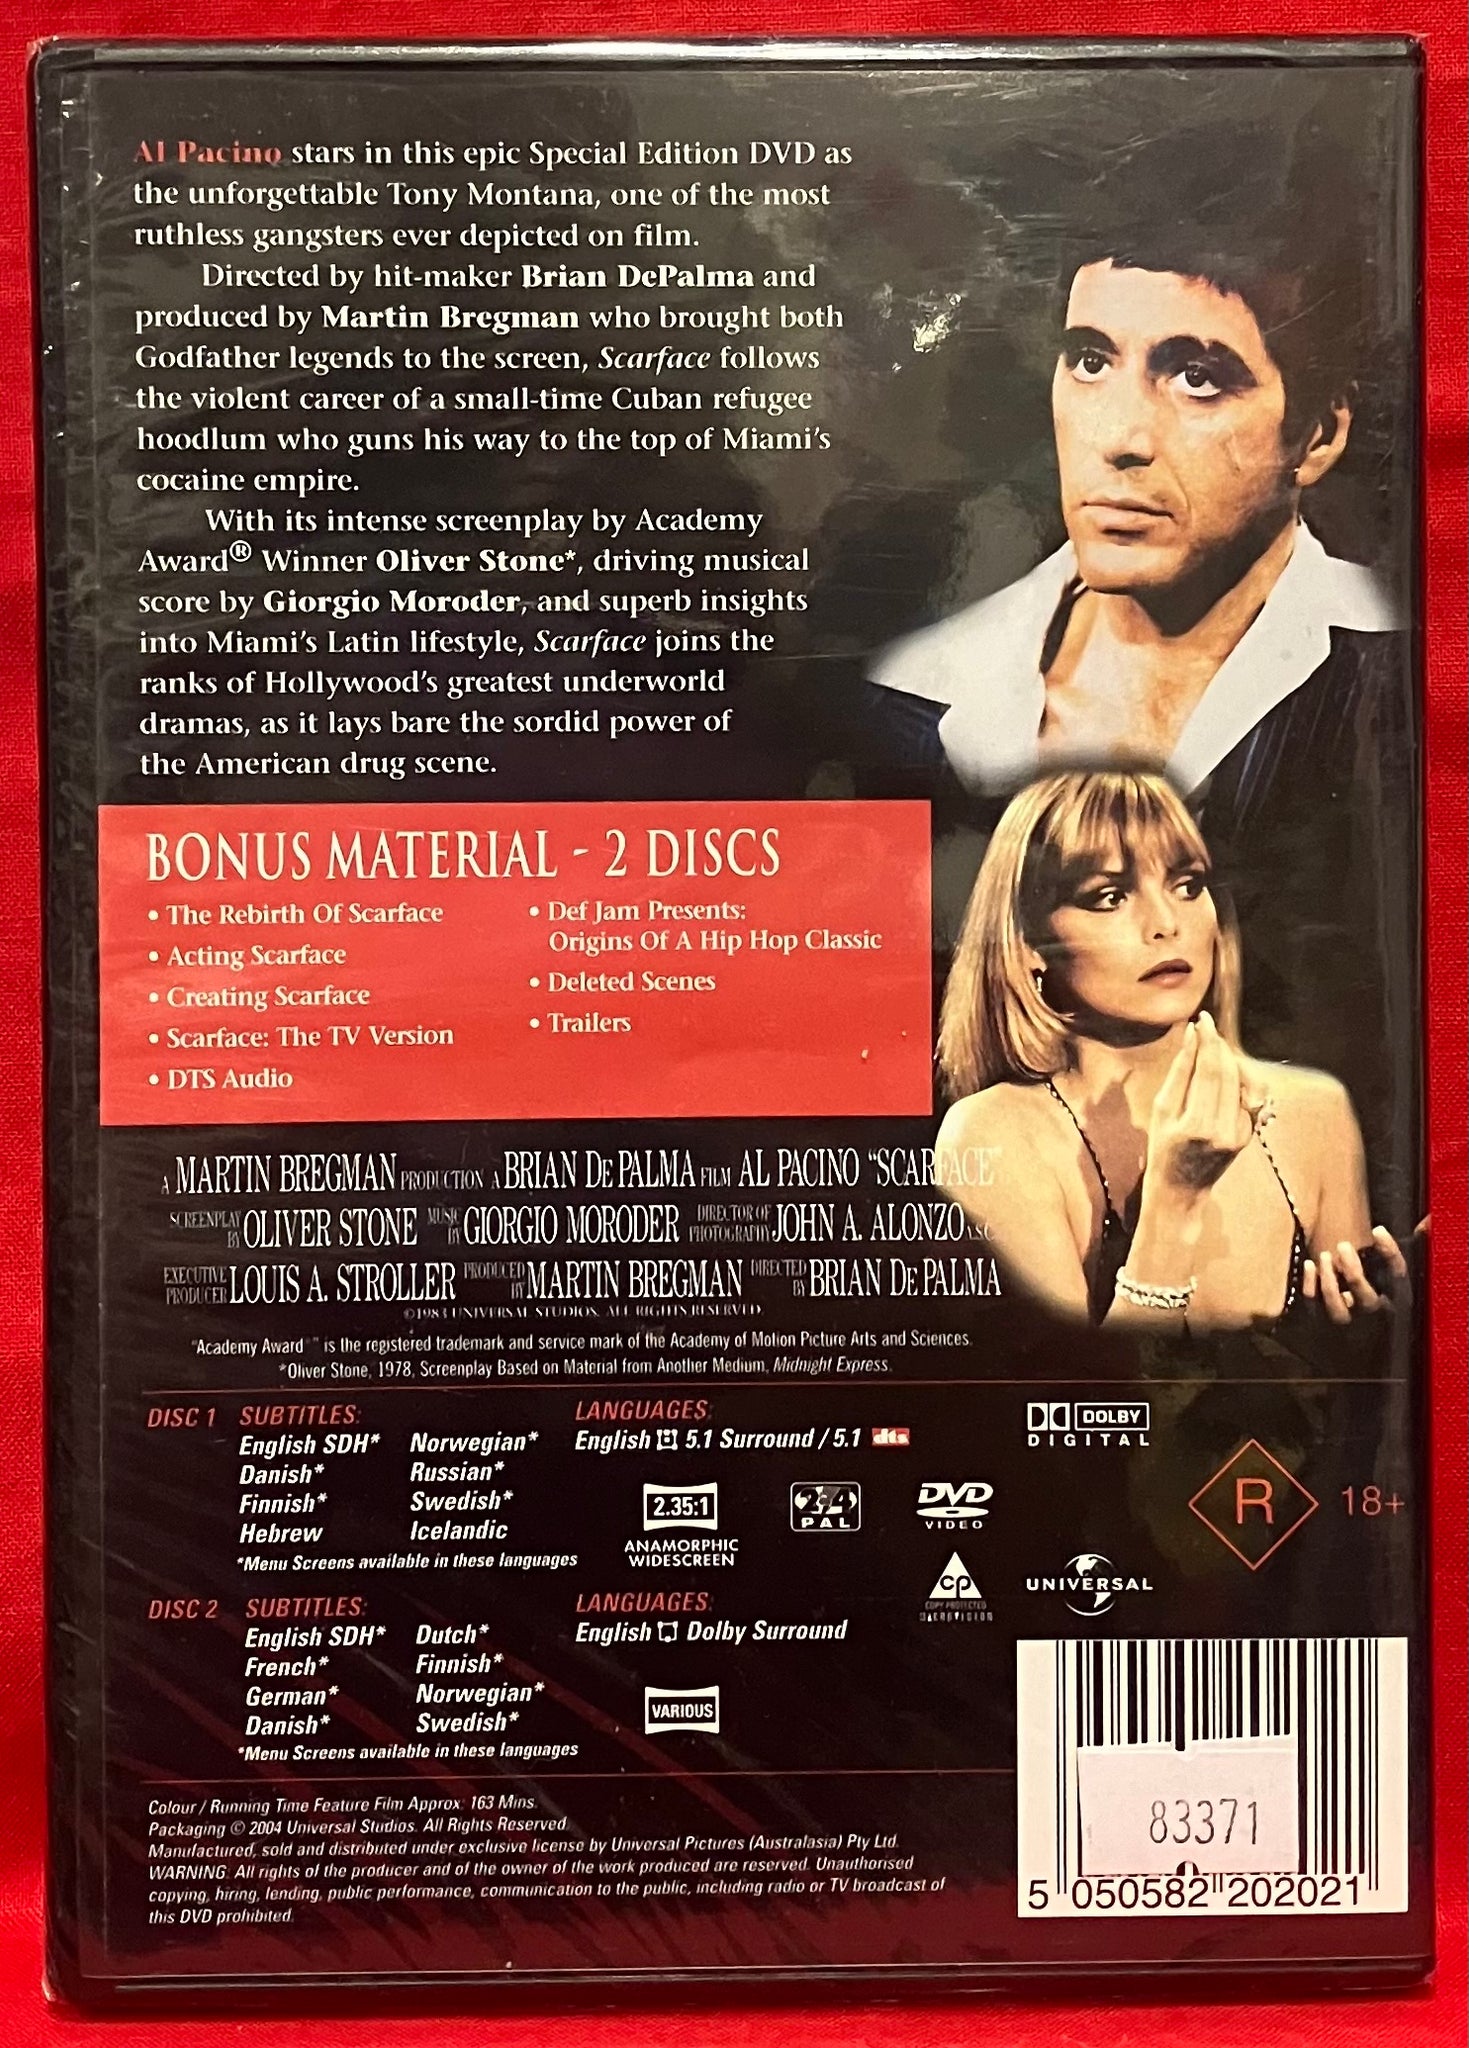 Al Pacino stars in this epic Special Edition DVD as
the unforgettable Tony Montana, one of the most
ruthless gangsters ever depicted on film.
Directed by hit-maker Brian DePalma and
produced by Martin Bregman who brought both
Godfather legends to the screen, Scarface follows
the violent career of a small-time Cuban refugee
hoodlum who guns his way to the top of Miami's
cocaine empire.
With its intense screenplay by Academy
Award® Winner Oliver Stone*, driving musical
score by Giorgio Moroder, and superb insights
into Miami's Latin lifestyle, Scarface joins the
ranks of Hollywood's greatest underworld
dramas, as it lays bare the sordid power of
the American drug scene.
BONUS MATERIAL - 2 DISCS
• The Rebirth Of Scarface
• Acting Scarface
• Creating Scarface
• Scarface: The TV Version
• DTS Audio
• Def Jam Presents:
Origins Of A Hip Hop Classic
• Deleted Scenes
• Trailers
A MARTIN BREGMAN PRODUCTION A BRIAN DE PALMA FILM AL PACINO "SCARFACE"
SCREENPLAY BY OLIVER STONE MUSIC BY GIORGIO MORODER DIRECTOR OF PHOTOGRAPHY JOHN A. ALONZO A.S.C.
EXECUTIVE PRODUCER LOUIS A. STROLLER PRODUCED BY MARTIN BREGMAN DIRECTED BY BRIAN DE PALMA
©1983 UNIVERSAL STUDIOS. ALL RIGHTS RESERVED.
"Academy Award®" is the registered trademark and service mark of the Academy of Motion Picture Arts and Sciences.
*Oliver Stone, 1978, Screenplay Based on Material from Another Medium, Midnight Express.
DISC 1 SUBTITLES:
English SDH* Norwegian*
Danish* Russian*
Finnish* Swedish*
Hebrew Icelandic
*Menu Screens available in these languages
LANGUAGES:
English 5.1 Surround / 5.1 dts
2.35:1
ANAMORPHIC
WIDESCREEN
2 4
PAL
DVD
VIDEO
DOLBY
DIGITAL
R 18+
cp
COPY PROTECTED
MACROVISION
UNIVERSAL
DISC 2 SUBTITLES:
English SDH* Dutch*
French* Finnish*
German* Norwegian*
Danish* Swedish*
*Menu Screens available in these languages
LANGUAGES:
English Dolby Surround
VARIOUS
Colour / Running Time Feature Film Approx: 163 Mins.
Packaging © 2004 Universal Studios. All Rights Reserved.
Manufactured, sold and distributed under exclusive license by Universal Pictures (Australasia) Pty Ltd.
WARNING: All rights of the producer and of the owner of the work produced are reserved. Unauthorised
copying, hiring, lending, public performance, communication to the public, including radio or TV broadcast of
this DVD prohibited.
83371
5 050582 202021